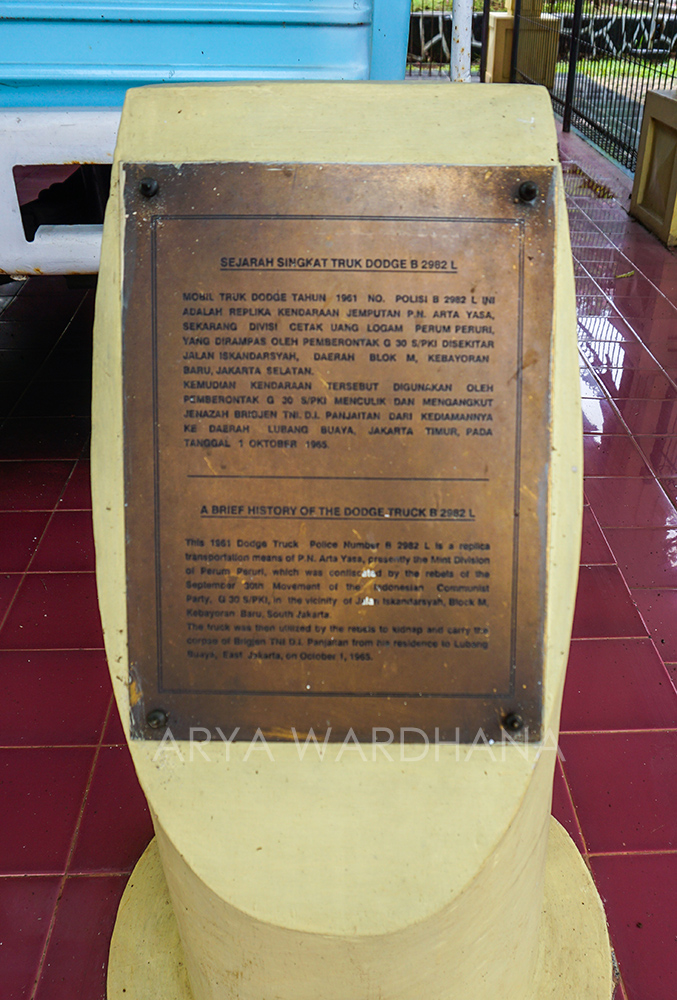 SEJARAH SINGKAT TRUK DODGE B 2982 L
MOBIL TRUK DODGE TAHUN 1961 NO. POLISI B 2982 L INI
ADALAH REPLIKA KENDARAAN JEMPUTAN P.N. ARTA YASA,
SEKARANG DIVISI CETAK UANG LOGAM PERUM PERURI,
YANG DIRAMPAS OLEH PEMBERONTAK G 30 S/PKI DISEKITAR
JALAN ISKANDARSYAH, DAERAH BLOK M, KEBAYORAN
BARU, JAKARTA SELATAN.
KEMUDIAN KENDARAAN TERSEBUT DIGUNAKAN OLEH
PEMBERONTAK G 30 S/PKI MENCULIK DAN MENGANGKUT
JENAZAH BRIDJEN TNI. D.I. PANJAITAN DARI KEDIAMANNYA
KE DAERAH LUBANG BUAYA, JAKARTA TIMUR, PADA
TANGGAL 1 OKTOBER 1965.
A BRIEF HISTORY OF THE DODGE TRUCK B 2982 L
This 1961 Dodge Truck Police Number B 2982 L is a replica
transportation means of P.N. Arta Yasa, presently the Mint Division
of Perum Peruri, which was confiscated by the rebels of the
September 30th Movement of the Indonesian Communist
Party, G 30 S/PKI, in the vicinity of Jalan Iskandarsyah, Block M,
Kebayoran Baru, South Jakarta.
The truck was then utilized by the rebels to kidnap and carry the
corpse of Brigjen TNI D.I. Panjaitan from his residence to Lubang
Buaya, East Jakarta, on October 1, 1965.
ARYA WARDHANA